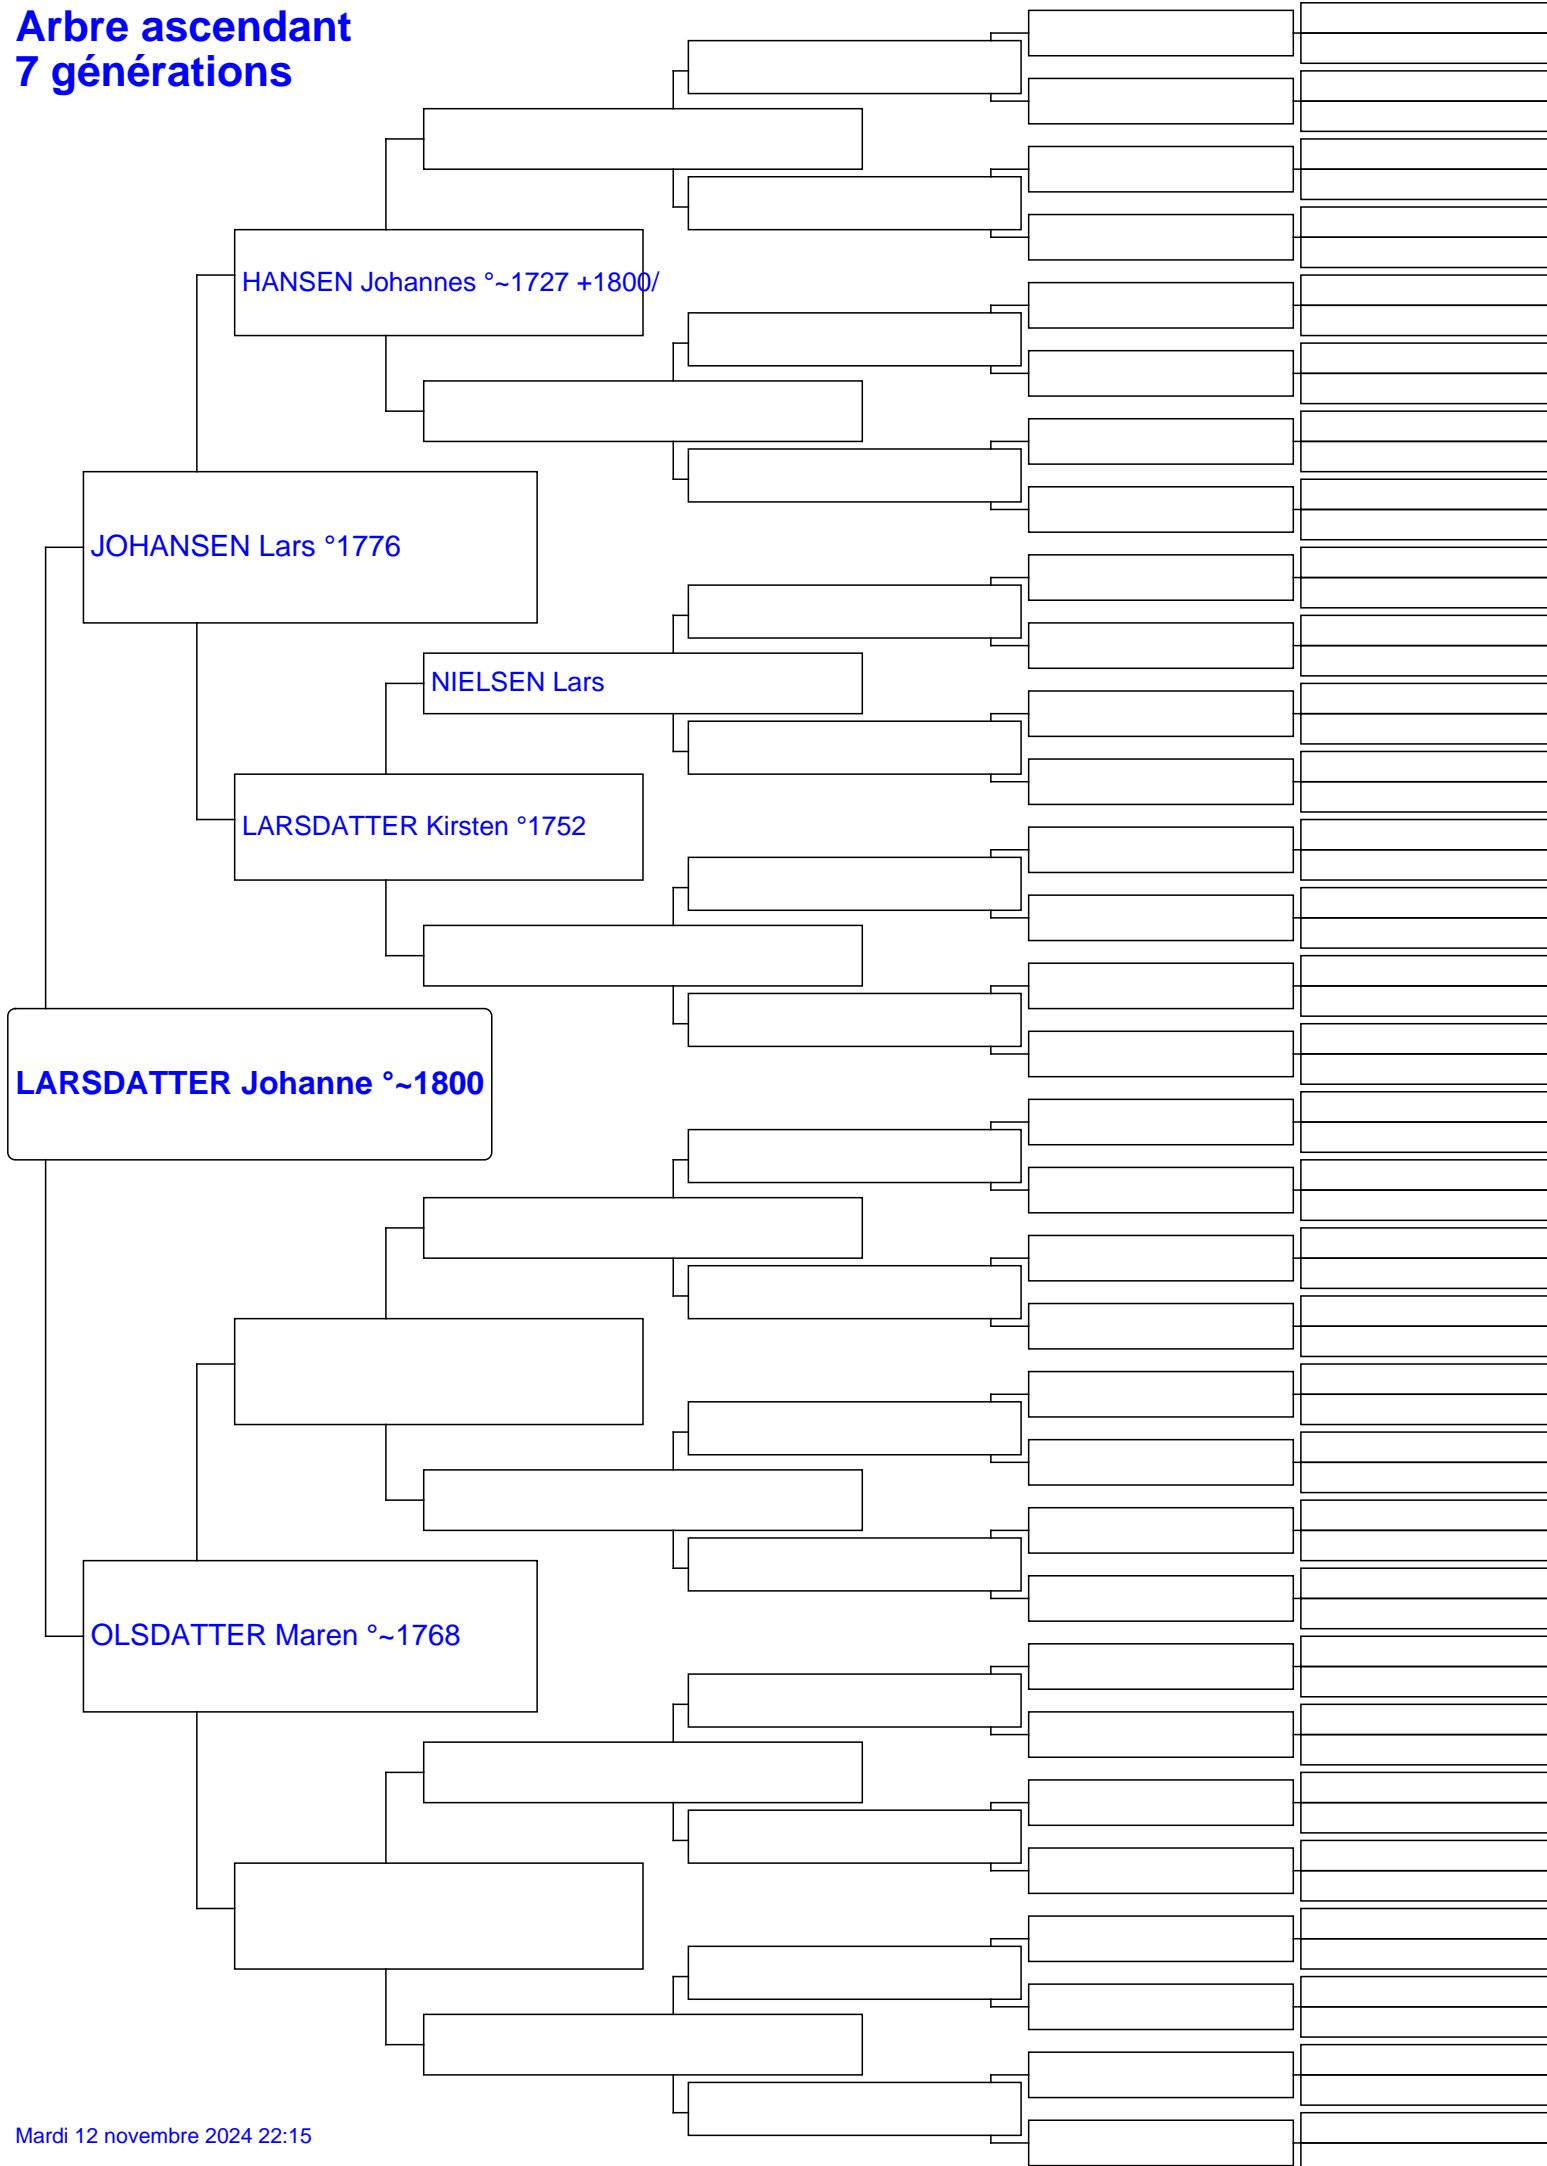 Arbre ascendant
7 générations
HANSEN Johannes °~1727 +1800/
JOHANSEN Lars °1776
NIELSEN Lars
LARSDATTER Kirsten °1752
LARSDATTER Johanne °~1800
OLSDATTER Maren °~1768
Mardi 12 novembre 2024 22:15